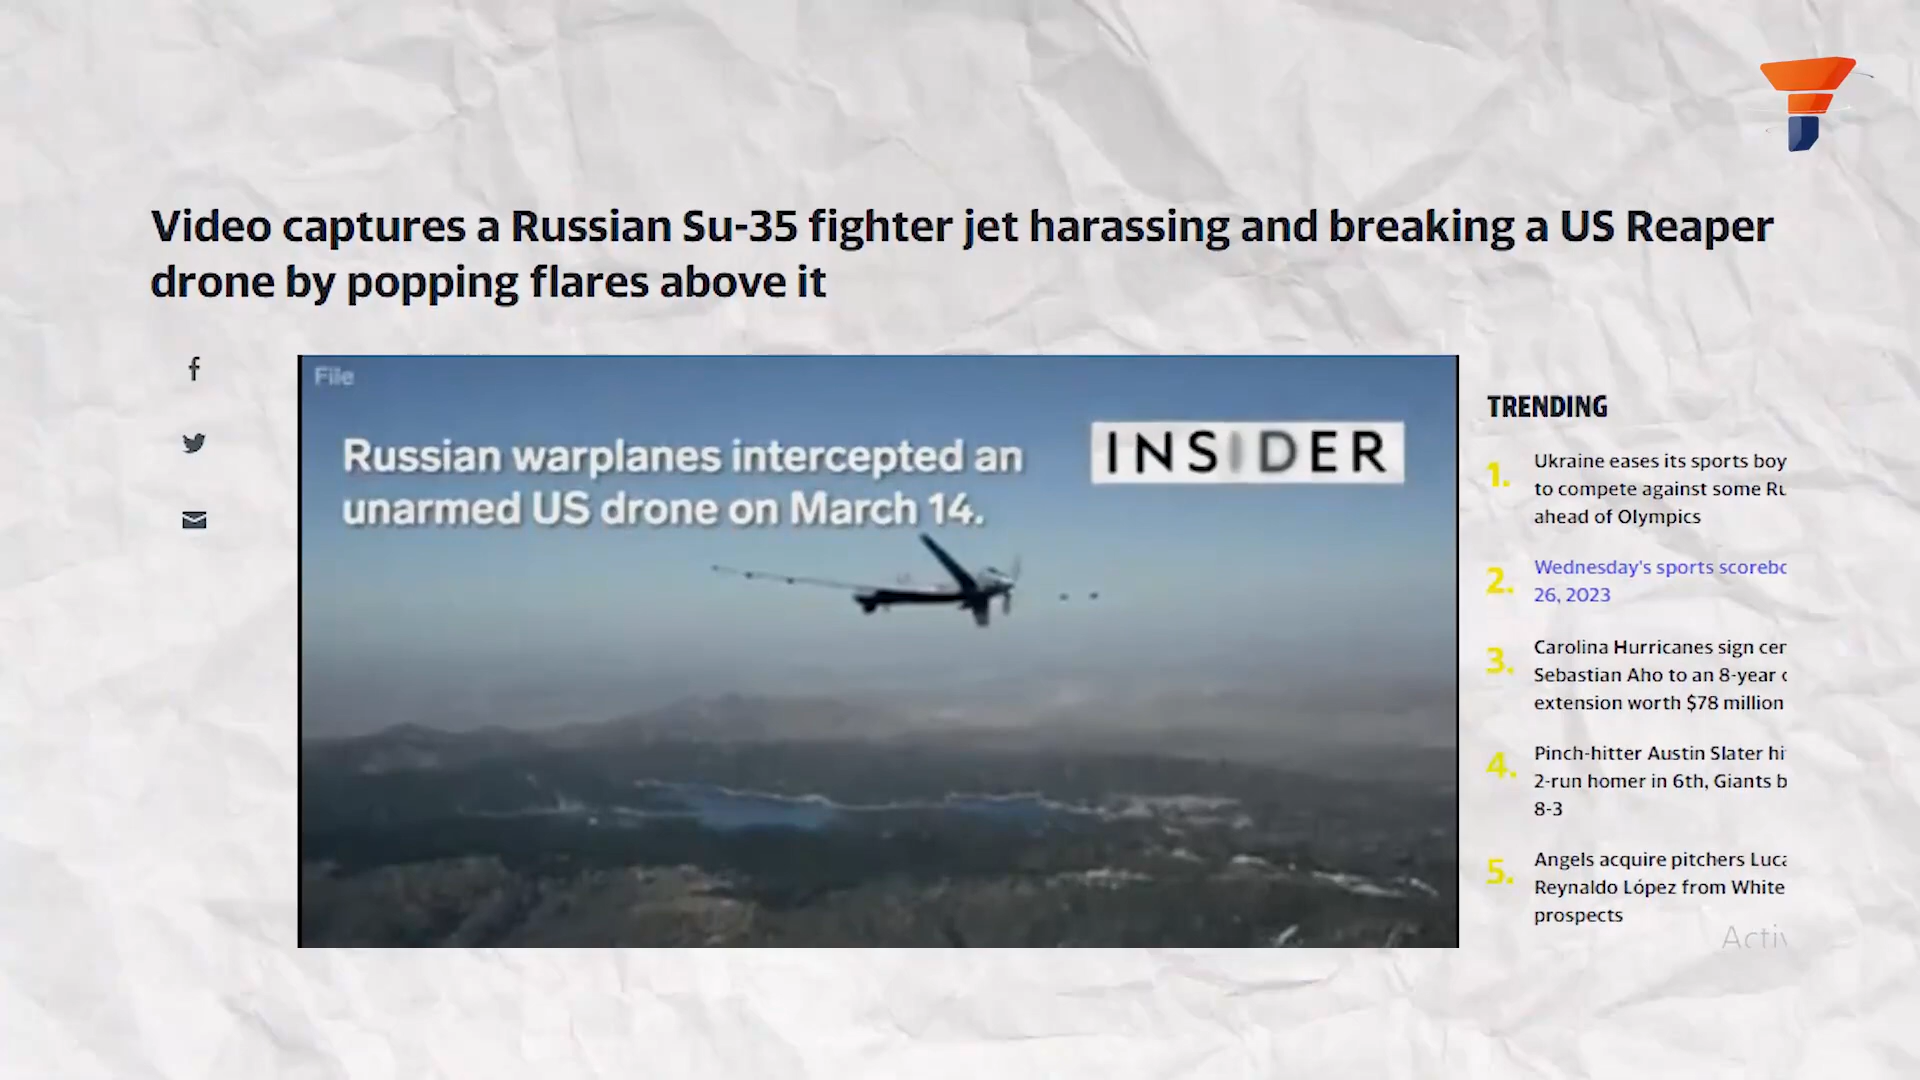 Video captures a Russian Su-35 fighter jet harassing and breaking a US Reaper
drone by popping flares above it
File
Russian warplanes intercepted an
unarmed US drone on March 14.
INSIDER
TRENDING
1.
Ukraine eases its sports boy
to compete against some Ru
ahead of Olympics
2.
Wednesday's sports scorebo
26, 2023
3.
Carolina Hurricanes sign cen
Sebastian Aho to an 8-year
extension worth $78 million
4.
Pinch-hitter Austin Slater hi
2-run homer in 6th, Giants b
8-3
5.
Angels acquire pitchers Luca
Reynaldo López from White
prospects
Activ